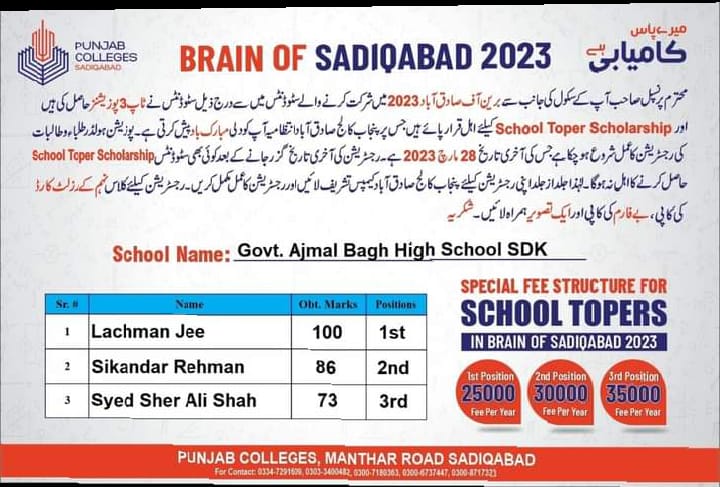 PUNJAB
COLLEGES
SADIQABAD
BRAIN OF SADIQABAD 2023
میرے پاس
کامیابی ہے
محترم پرنسپل صاحب آپ کے سکول کی جانب سے برین آف صادق آباد 2023 میں شرکت کرنے والے سٹوڈنٹس میں سے درج ذیل سٹوڈنٹس نے ٹاپ 3 پوزیشنز حاصل کی ہیں
اور School Toper Scholarship کیلئے اہل قرار پائے ہیں جس پر پنجاب کالج صادق آباد انتظامیہ آپکو دلی مبارکباد پیش کرتی ہے۔ پوزیشن ہولڈر طلباء و طالبات
کی رجسٹریشن کا عمل شروع ہو چکا ہے جس کی آخری تاریخ 28 مارچ 2023 ہے۔ رجسٹریشن کی آخری تاریخ گزر جانے کے بعد کوئی بھی سٹوڈنٹس School Toper Scholarship
حاصل کرنے کا اہل نہ ہوگا۔ لہذا جلد از جلد اپنی رجسٹریشن کیلئے پنجاب کالج صادق آباد کیمپس تشریف لائیں اور رجسٹریشن کا عمل مکمل کریں۔ رجسٹریشن کیلئے کلاس نہم کے رزلٹ کارڈ
کی کاپی، بے فارم کی کاپی اور ایک تصویر ہمراہ لائیں۔ شکریہ
School Name: Govt. Ajmal Bagh High School SDK
Sr. # Name Obt. Marks Positions
1 Lachman Jee 100 1st
2 Sikandar Rehman 86 2nd
3 Syed Sher Ali Shah 73 3rd
SPECIAL FEE STRUCTURE FOR
SCHOOL TOPERS
IN BRAIN OF SADIQABAD 2023
1st Position 2nd Position 3rd Position
25000 30000 35000
Fee Per Year Fee Per Year Fee Per Year
PUNJAB COLLEGES, MANTHAR ROAD SADIQABAD
For Contact: 0334-7291609, 0303-3400482, 0300-7180363, 0300-6737447, 0300-8717323